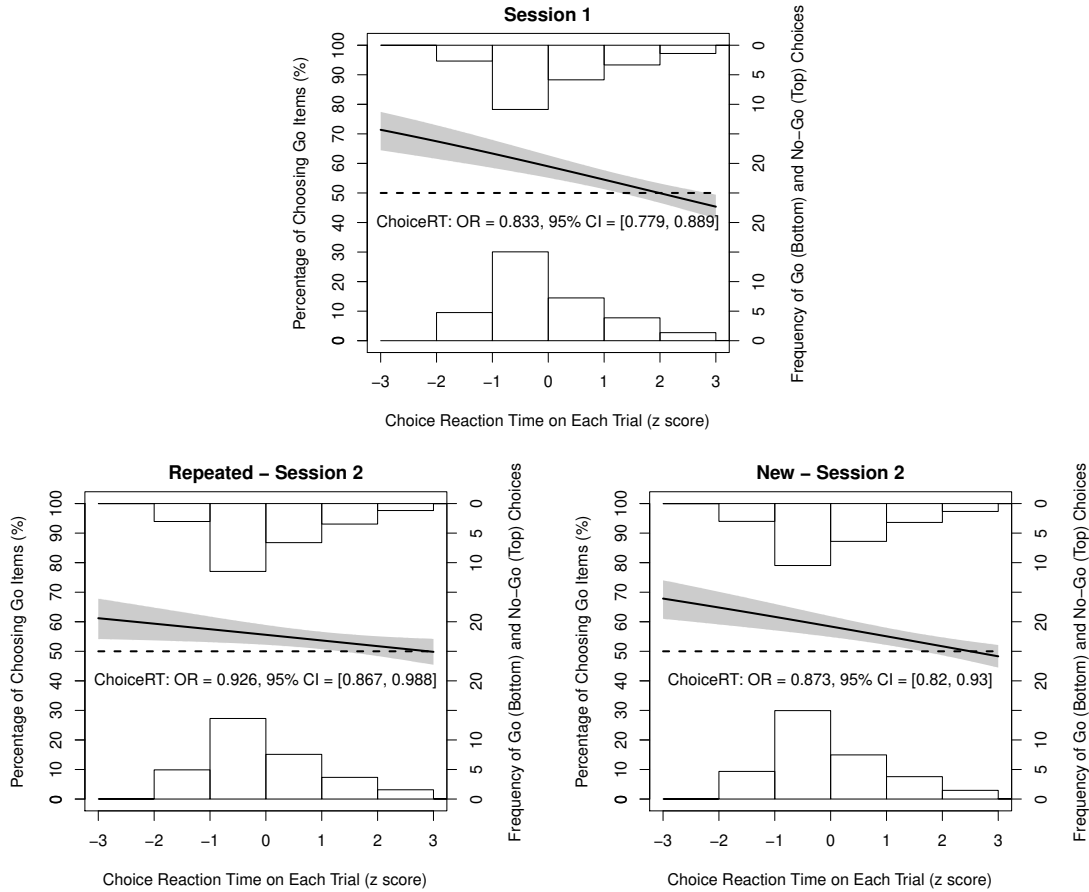 Session 1
Percentage of Choosing Go Items (%)
0 10 20 30 40 50 60 70 80 90 100
ChoiceRT: OR = 0.833, 95% CI = [0.779, 0.889]
0 5 10 20 20 10 5 0
Frequency of Go (Bottom) and No−Go (Top) Choices
−3 −2 −1 0 1 2 3
Choice Reaction Time on Each Trial (z score)
Repeated − Session 2
Percentage of Choosing Go Items (%)
0 10 20 30 40 50 60 70 80 90 100
ChoiceRT: OR = 0.926, 95% CI = [0.867, 0.988]
0 5 10 20 20 10 5 0
Frequency of Go (Bottom) and No−Go (Top) Choices
−3 −2 −1 0 1 2 3
Choice Reaction Time on Each Trial (z score)
New − Session 2
Percentage of Choosing Go Items (%)
0 10 20 30 40 50 60 70 80 90 100
ChoiceRT: OR = 0.873, 95% CI = [0.82, 0.93]
0 5 10 20 20 10 5 0
Frequency of Go (Bottom) and No−Go (Top) Choices
−3 −2 −1 0 1 2 3
Choice Reaction Time on Each Trial (z score)